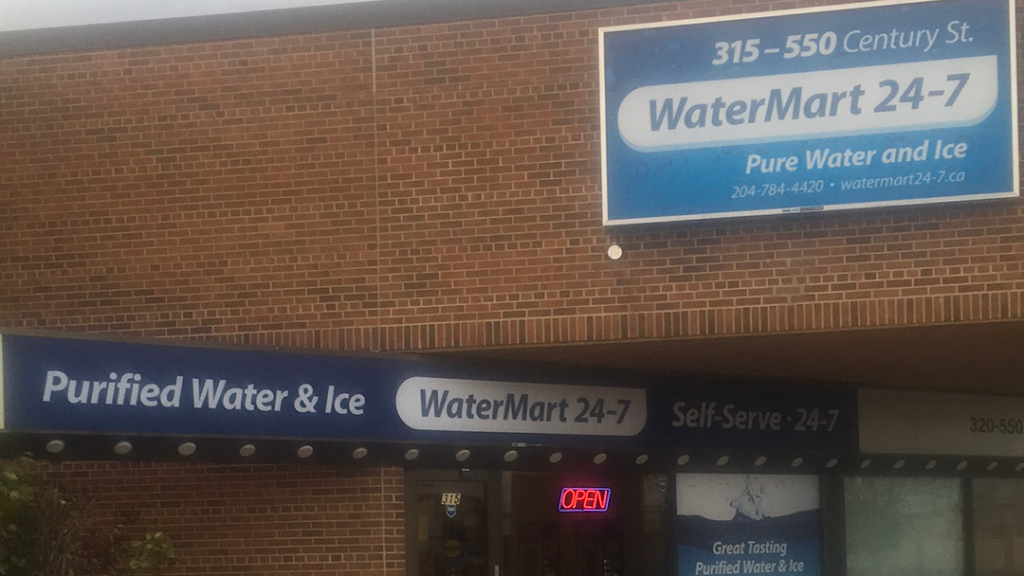 315 – 550 Century St.
WaterMart 24-7
Pure Water and Ice
204-784-4420 • watermart24-7.ca
Purified Water & Ice
WaterMart 24-7
Self-Serve · 24-7
320-550
315
OPEN
Great Tasting
Purified Water & Ice